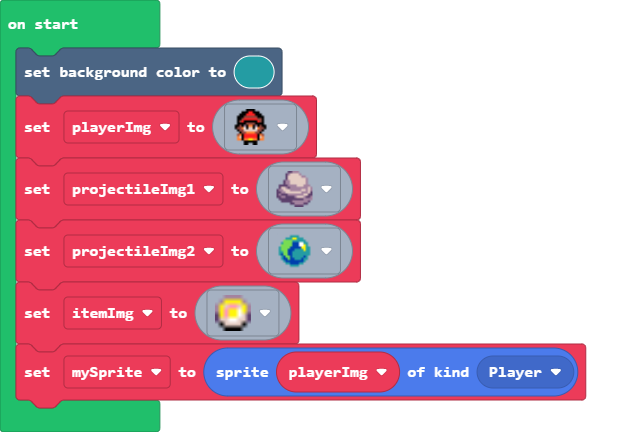 on start
set background color to
set playerImg to
set projectileImg1 to
set projectileImg2 to
set itemImg to
set mySprite to sprite playerImg of kind Player